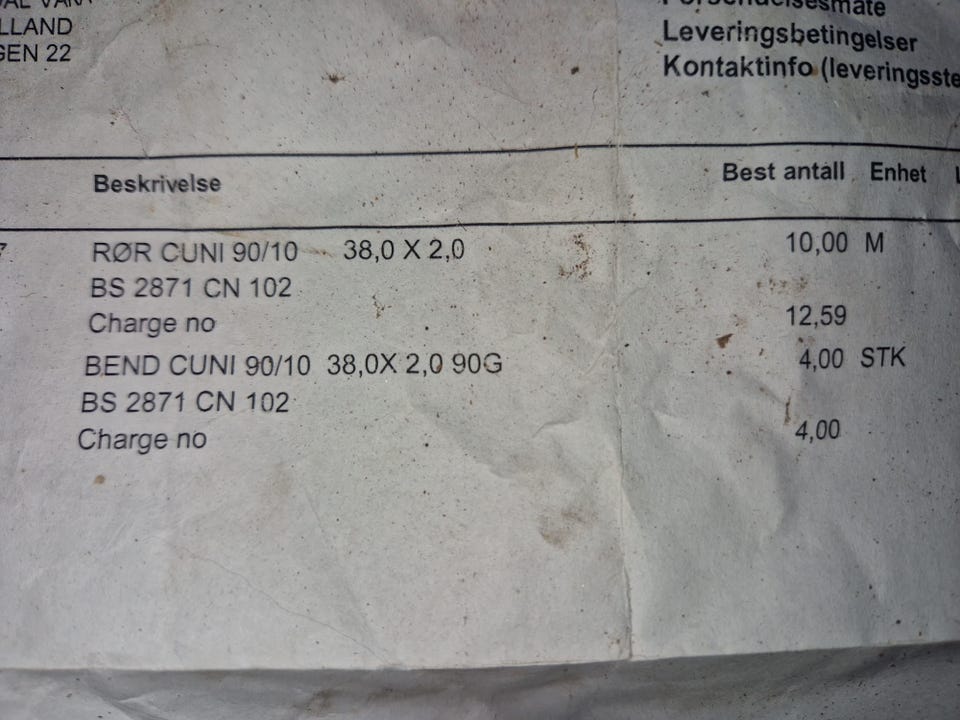 LLAND
GEN 22
Forsendelsesmåte
Leveringsbetingelser
Kontaktinfo (leveringsste
Beskrivelse Best antall Enhet
RØR CUNI 90/10 38,0 X 2,0 10,00 M
BS 2871 CN 102
Charge no 12,59
BEND CUNI 90/10 38,0X 2,0 90G 4,00 STK
BS 2871 CN 102
Charge no 4,00